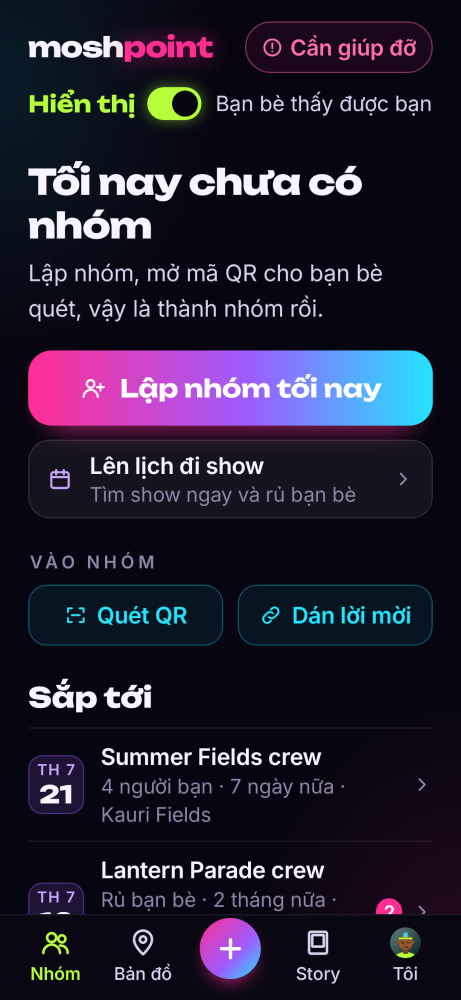 moshpoint
Cần giúp đỡ
Hiển thị
Bạn bè thấy được bạn
Tối nay chưa có
nhóm
Lập nhóm, mở mã QR cho bạn bè
quét, vậy là thành nhóm rồi.
Lập nhóm tối nay
Lên lịch đi show
Tìm show ngay và rủ bạn bè
VÀO NHÓM
Quét QR
Dán lời mời
Sắp tới
TH 7
21
Summer Fields crew
4 người bạn · 7 ngày nữa ·
Kauri Fields
TH 7
Lantern Parade crew
Rủ bạn bè · 2 tháng nữa ·
Nhóm
Bản đồ
Story
Tôi